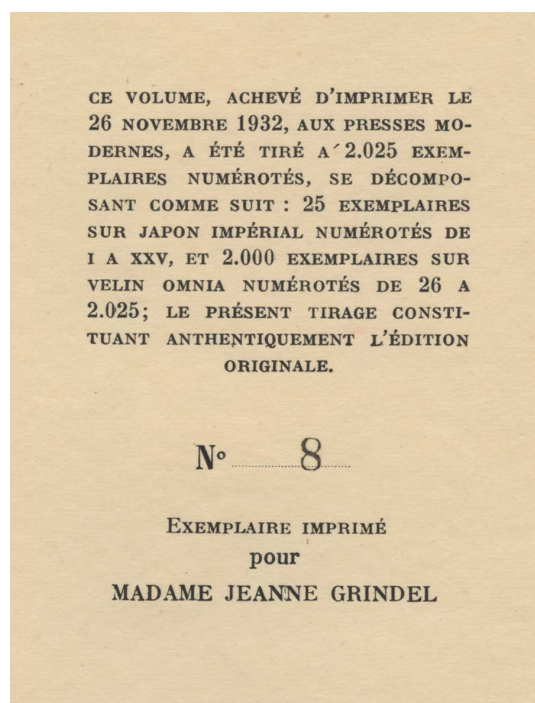 CE VOLUME, ACHEVÉ D'IMPRIMER LE
26 NOVEMBRE 1932, AUX PRESSES MO-
DERNES, A ÉTÉ TIRÉ A´ 2.025 EXEM-
PLAIRES NUMÉROTÉS, SE DÉCOMPO-
SANT COMME SUIT : 25 EXEMPLAIRES
SUR JAPON IMPÉRIAL NUMÉROTÉS DE
I A XXV, ET 2.000 EXEMPLAIRES SUR
VELIN OMNIA NUMÉROTÉS DE 26 A
2.025; LE PRÉSENT TIRAGE CONSTI-
TUANT ANTHENTIQUEMENT L'ÉDITION
ORIGINALE.
Nº 8
EXEMPLAIRE IMPRIMÉ
pour
MADAME JEANNE GRINDEL